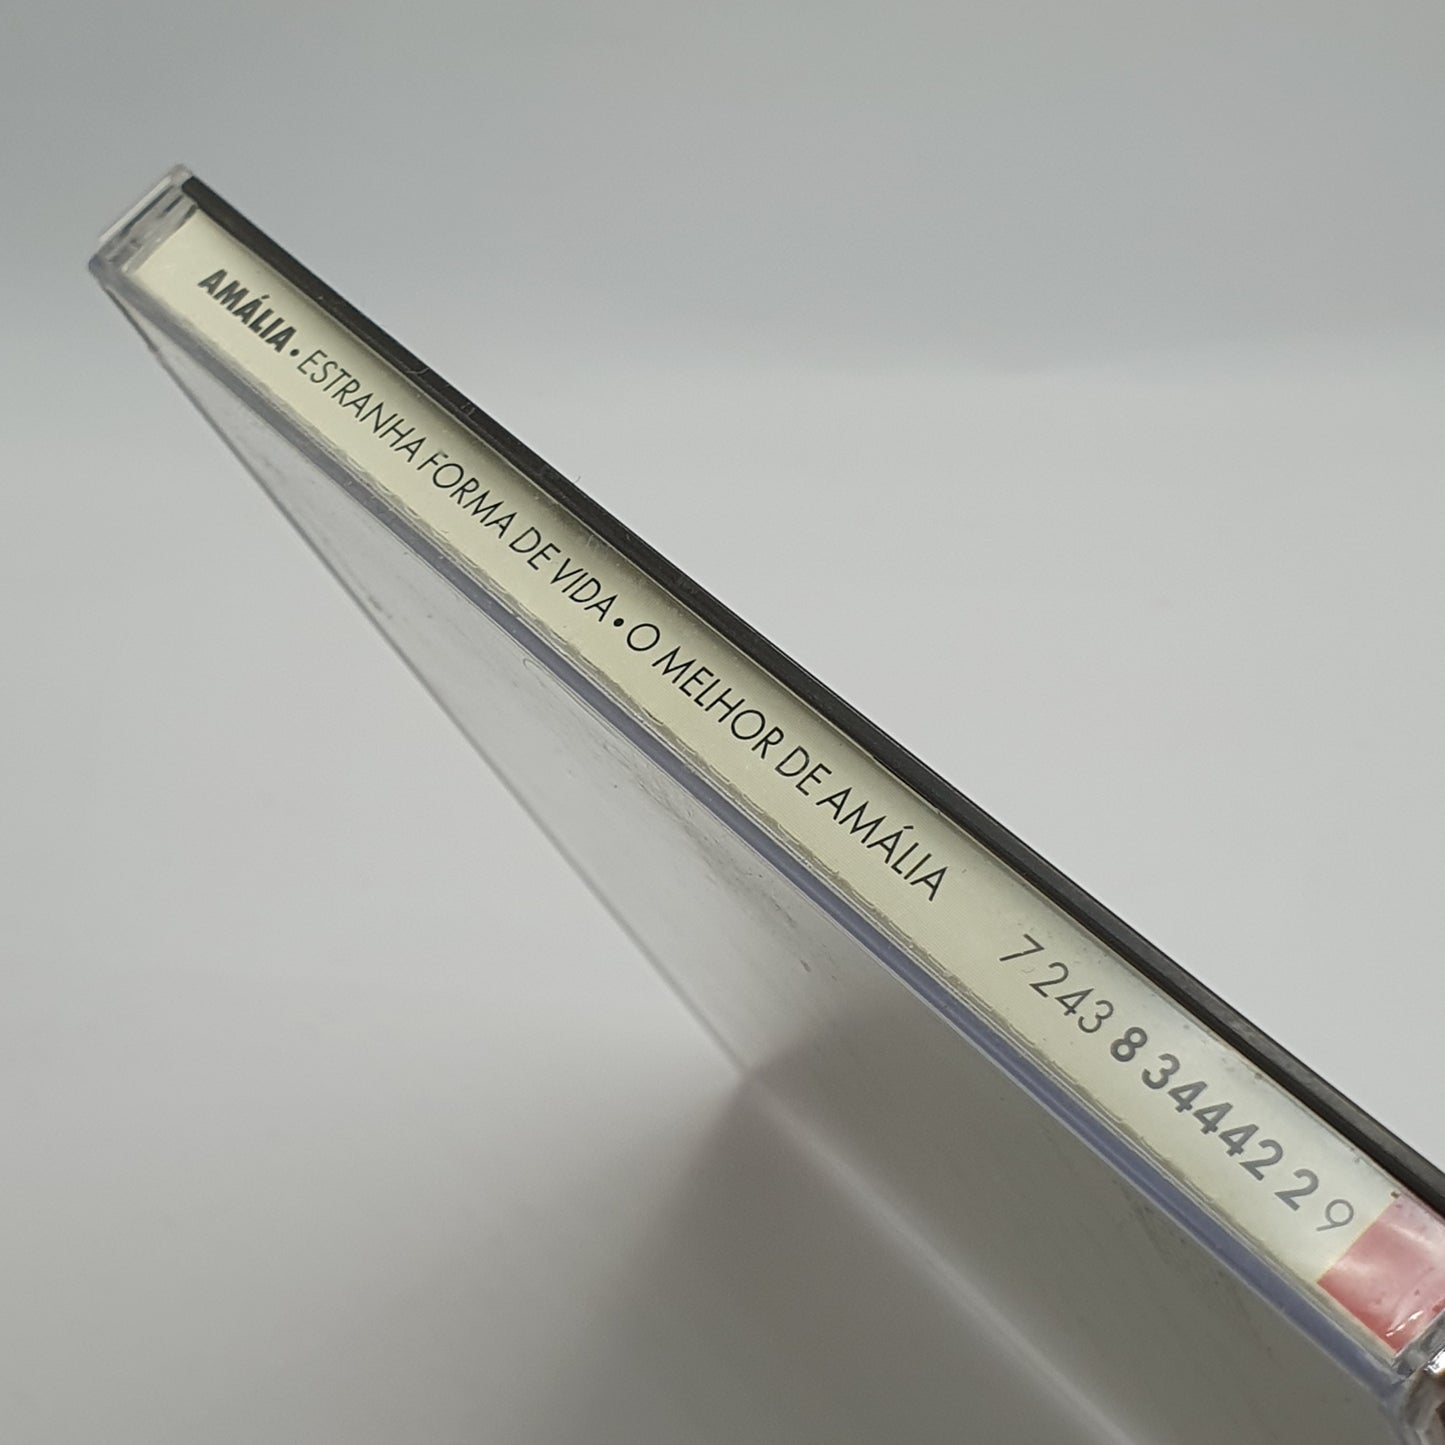 AMÁLIA • ESTRANHA FORMA DE VIDA • O MELHOR DE AMÁLIA 7 243 8 34442 2 9